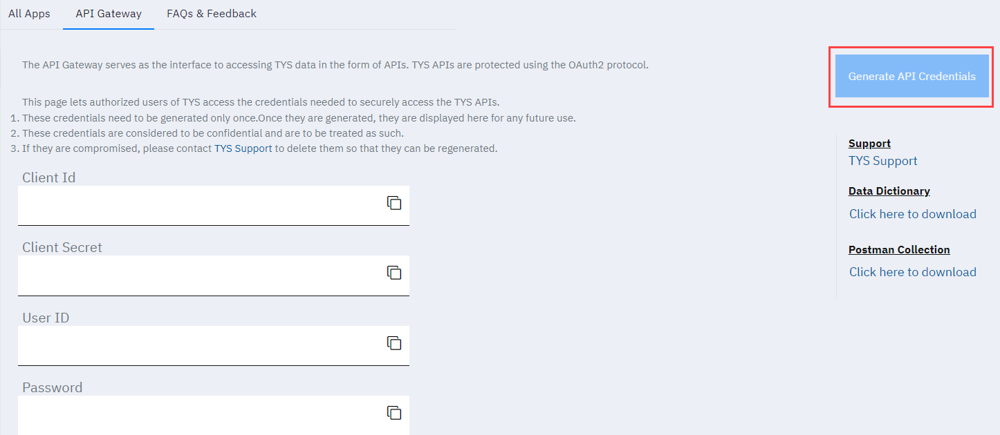 All Apps API Gateway FAQs & Feedback
The API Gateway serves as the interface to accessing TYS data in the form of APIs. TYS APIs are protected using the OAuth2 protocol.
Generate API Credentials
This page lets authorized users of TYS access the credentials needed to securely access the TYS APIs.
1. These credentials need to be generated only once.Once they are generated, they are displayed here for any future use.
2. These credentials are considered to be confidential and are to be treated as such.
3. If they are compromised, please contact TYS Support to delete them so that they can be regenerated.
Client Id
Client Secret
User ID
Password
Support
TYS Support
Data Dictionary
Click here to download
Postman Collection
Click here to download